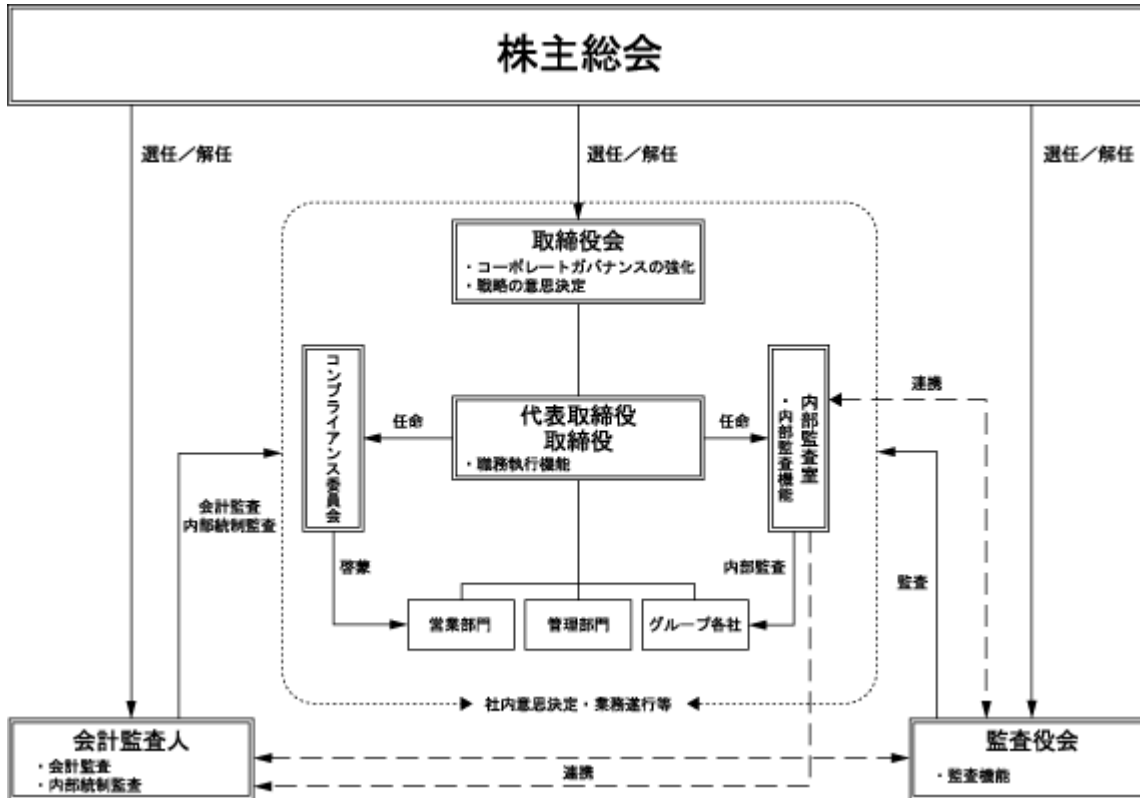 株主総会
選任／解任
選任／解任
選任／解任
取締役会
・コーポレートガバナンスの強化
・戦略の意思決定
コンプライアンス委員会
任命
代表取締役
取締役
・職務執行機能
任命
内部監査室
・内部監査機能
連携
会計監査
内部統制監査
啓蒙
内部監査
監査
営業部門
管理部門
グループ各社
社内意思決定・業務遂行等
会計監査人
・会計監査
・内部統制監査
連携
監査役会
・監査機能